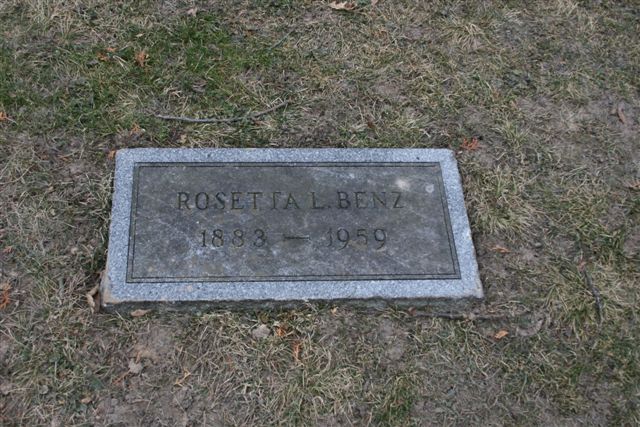 ROSETTA L. BENZ
1883 — 1959